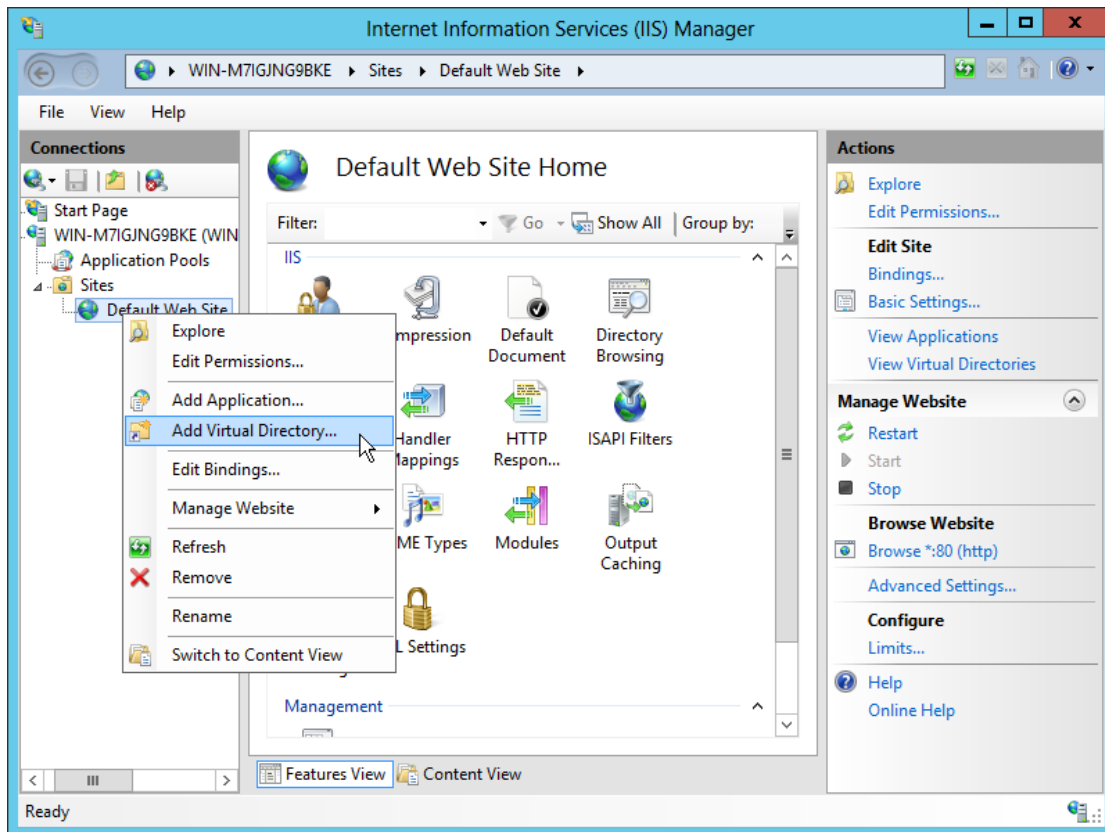 Internet Information Services (IIS) Manager
WIN-M7IGJNG9BKE Sites Default Web Site
File View Help
Connections
Start Page
WIN-M7IGJNG9BKE (WIN
Application Pools
Sites
Default Web Site
Explore
Edit Permissions...
Add Application...
Add Virtual Directory...
Edit Bindings...
Manage Website
Refresh
Remove
Rename
Switch to Content View
Default Web Site Home
Filter: Go Show All Group by:
IIS
mpression
Default
Document
Directory
Browsing
Handler
Mappings
HTTP
Respon...
ISAPI Filters
ME Types
Modules
Output
Caching
L Settings
Management
Features View Content View
Actions
Explore
Edit Permissions...
Edit Site
Bindings...
Basic Settings...
View Applications
View Virtual Directories
Manage Website
Restart
Start
Stop
Browse Website
Browse *:80 (http)
Advanced Settings...
Configure
Limits...
Help
Online Help
Ready